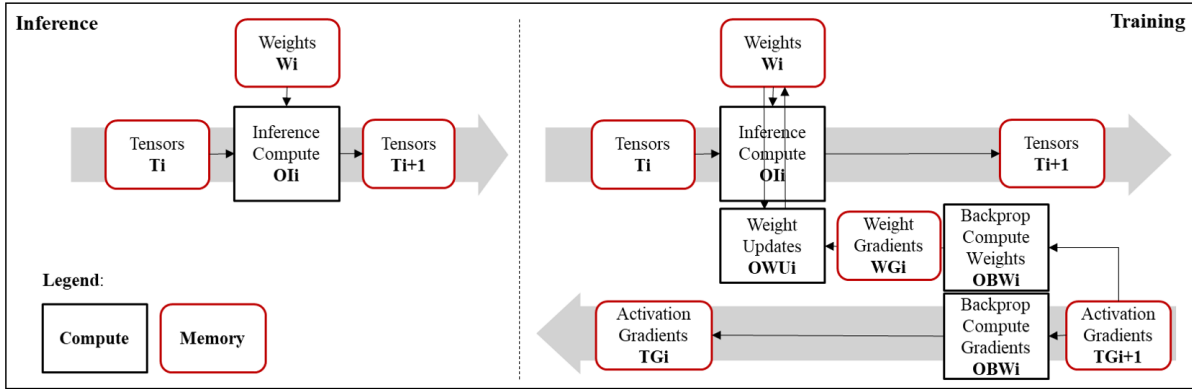 Inference
Weights
Wi
Tensors
Ti
Inference
Compute
OIi
Tensors
Ti+1
Legend:
Compute
Memory
Training
Weights
Wi
Tensors
Ti
Inference
Compute
OIi
Tensors
Ti+1
Weight
Updates
OWUi
Weight
Gradients
WGi
Backprop
Compute
Weights
OBWi
Activation
Gradients
TGi
Backprop
Compute
Gradients
OBWi
Activation
Gradients
TGi+1